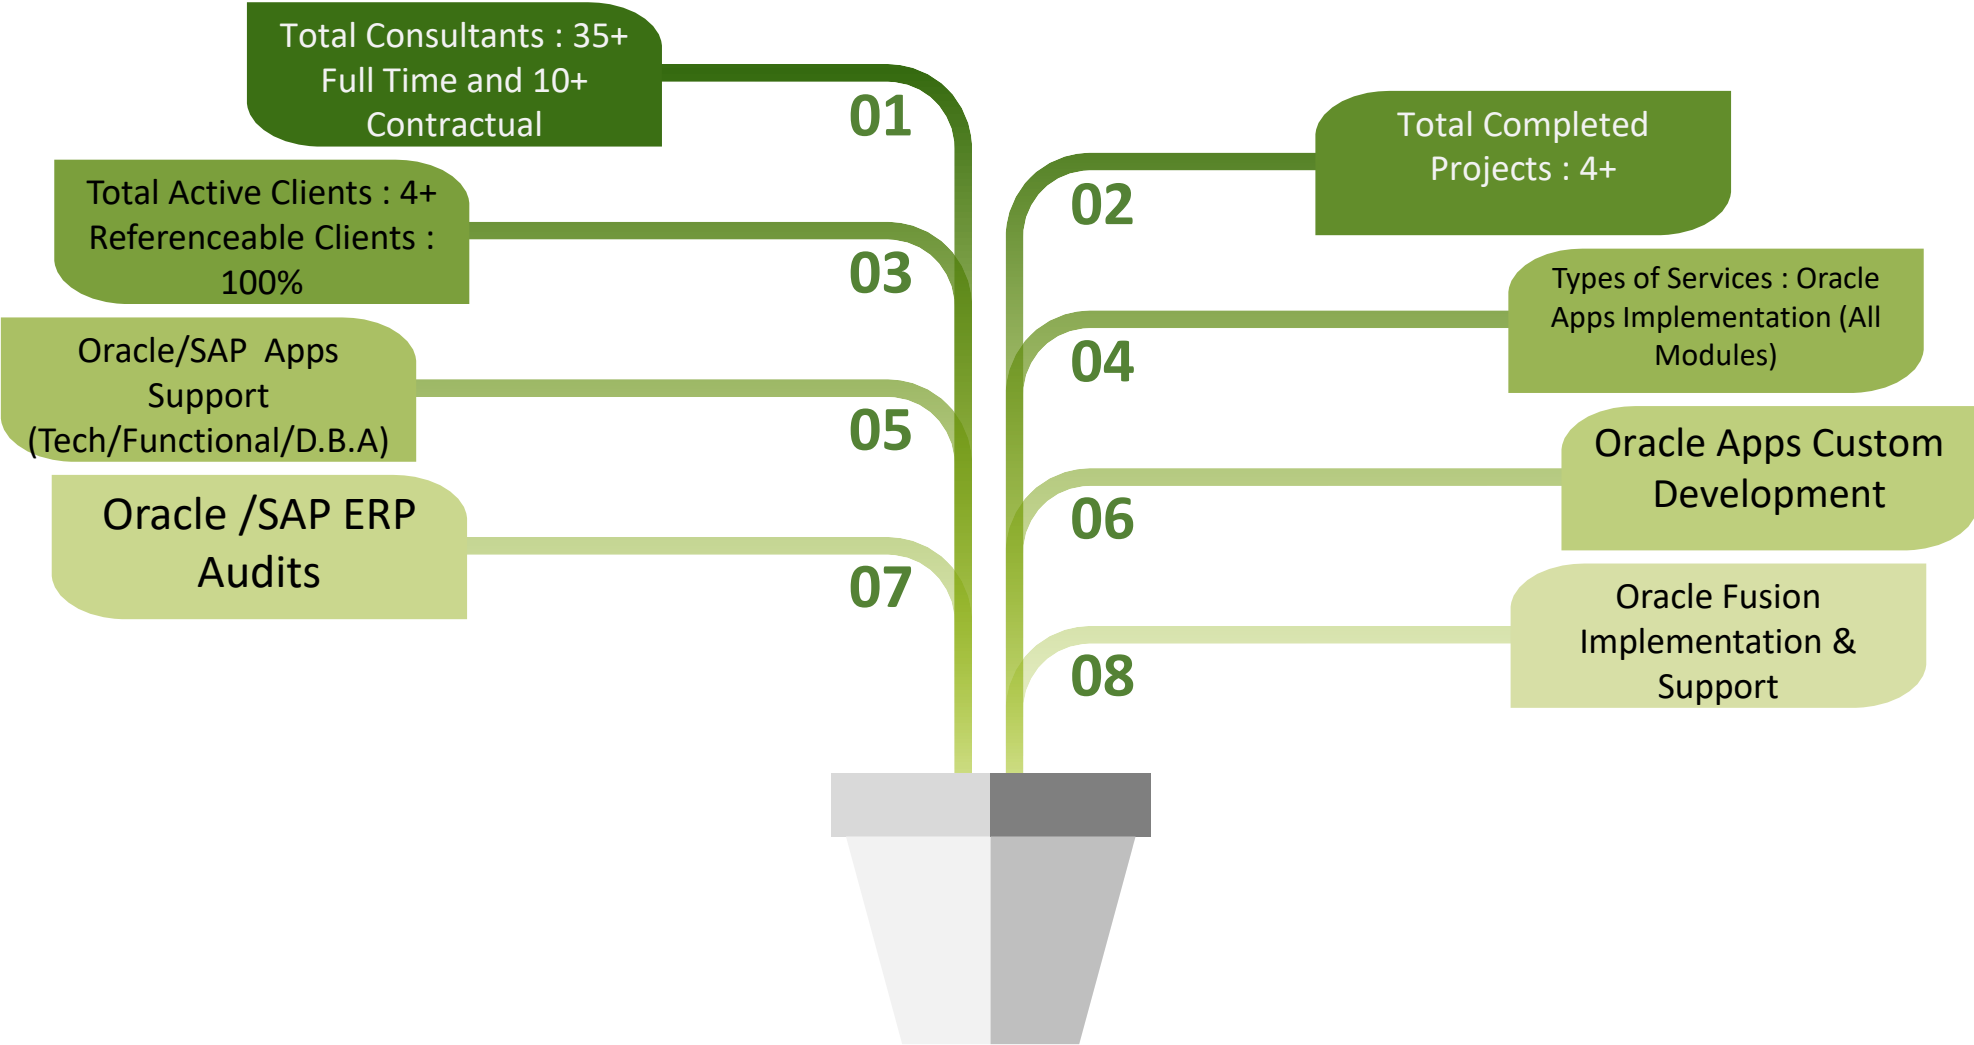 Total Consultants : 35+
Full Time and 10+
Contractual
01
Total Completed
Projects : 4+
02
Total Active Clients : 4+
Referenceable Clients :
100%
03
Types of Services : Oracle
Apps Implementation (All
Modules)
04
Oracle/SAP  Apps
Support
(Tech/Functional/D.B.A)
05
Oracle Apps Custom
Development
06
Oracle /SAP ERP
Audits
07
Oracle Fusion
Implementation &
Support
08